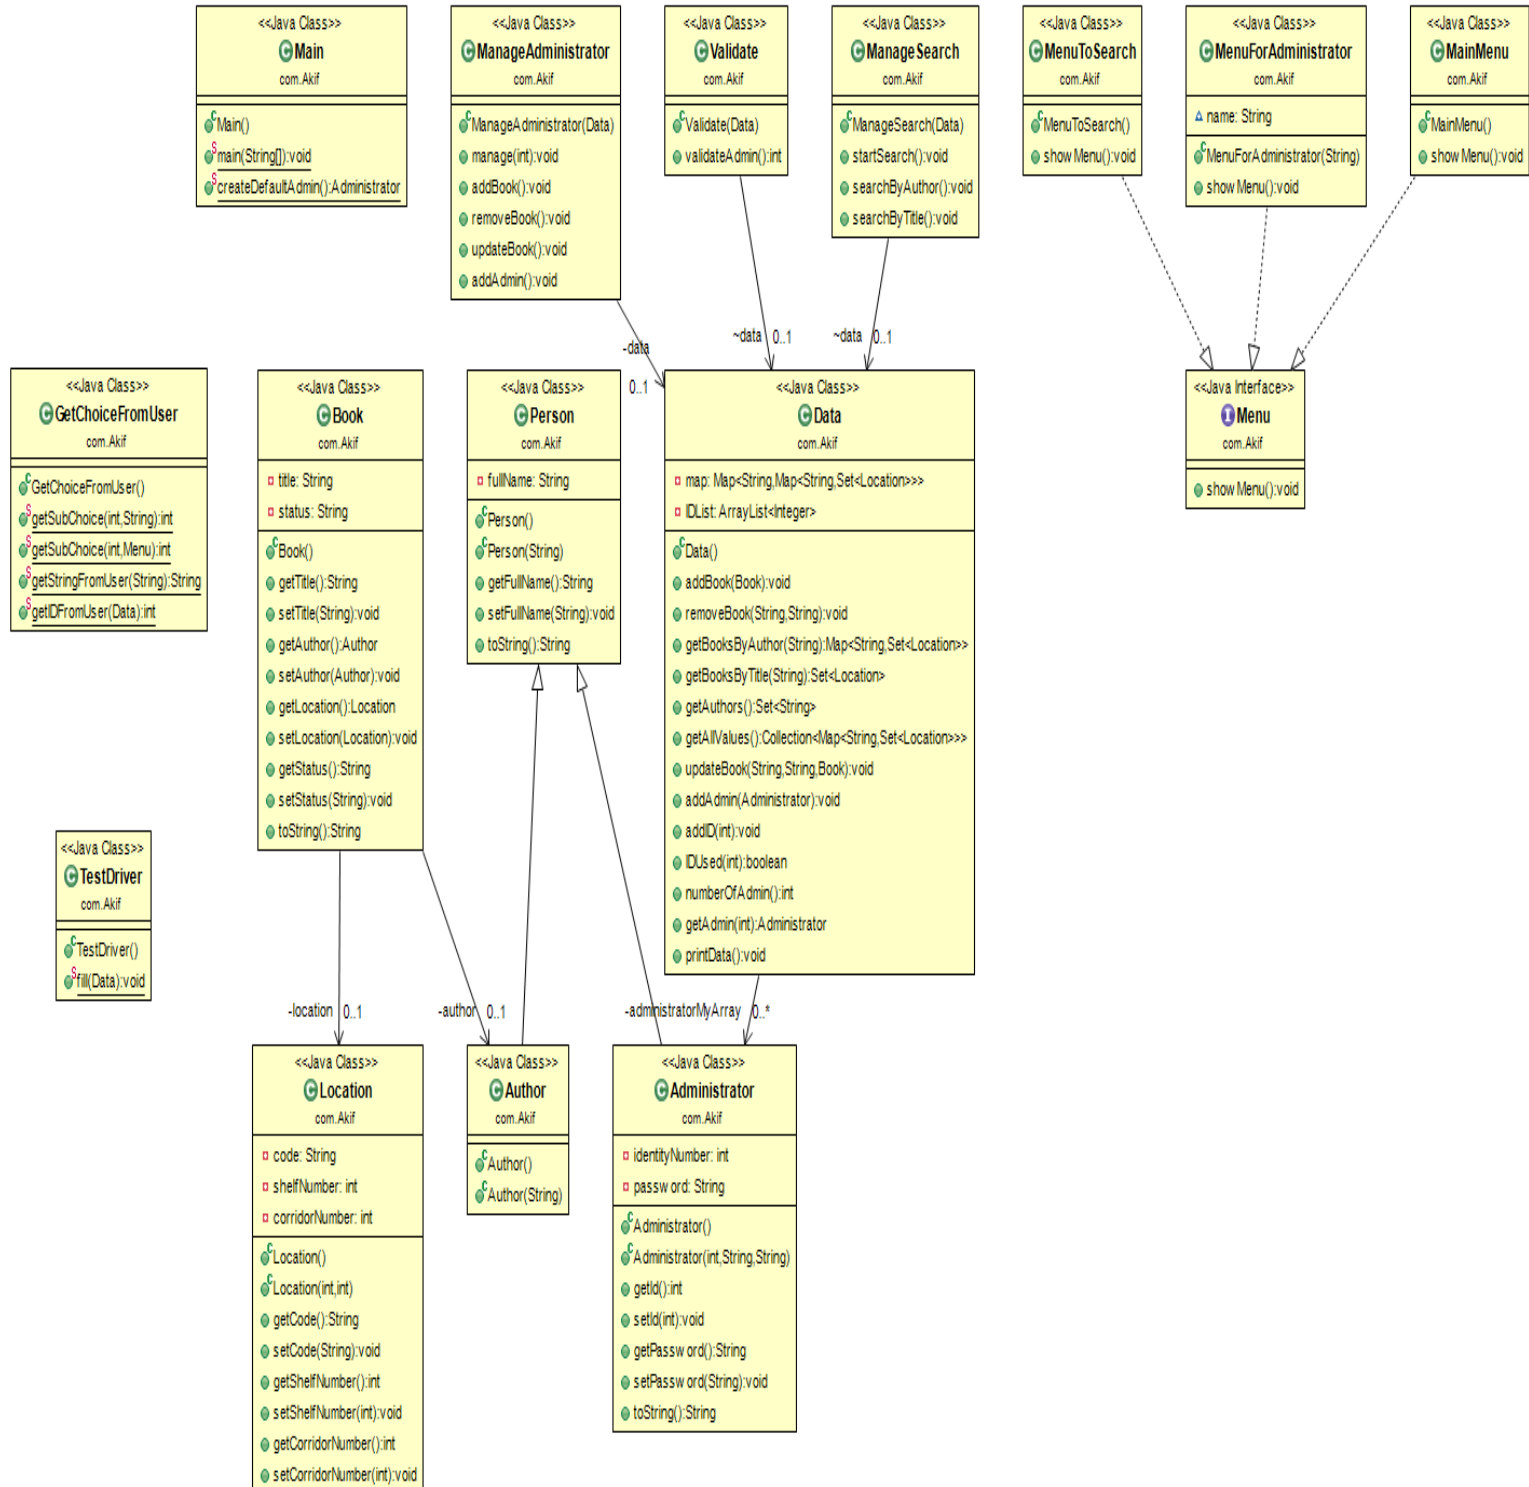 <<Java Class>>
Main
com.Akif
Main()
main(String[]):void
createDefaultAdmin():Administrator
<<Java Class>>
ManageAdministrator
com.Akif
ManageAdministrator(Data)
manage(int):void
addBook():void
removeBook():void
updateBook():void
addAdmin():void
<<Java Class>>
Validate
com.Akif
Validate(Data)
validateAdmin():int
<<Java Class>>
ManageSearch
com.Akif
ManageSearch(Data)
startSearch():void
searchByAuthor():void
searchByTitle():void
<<Java Class>>
MenuToSearch
com.Akif
MenuToSearch()
showMenu():void
<<Java Class>>
MenuForAdministrator
com.Akif
name: String
MenuForAdministrator(String)
showMenu():void
<<Java Class>>
MainMenu
com.Akif
MainMenu()
showMenu():void
-data
0..1
~data 0..1
~data 0..1
<<Java Class>>
GetChoiceFromUser
com.Akif
GetChoiceFromUser()
getSubChoice(int,String):int
getSubChoice(int,Menu):int
getStringFromUser(String):String
getIDFromUser(Data):int
<<Java Class>>
Book
com.Akif
title: String
status: String
Book()
getTitle():String
setTitle(String):void
getAuthor():Author
setAuthor(Author):void
getLocation():Location
setLocation(Location):void
getStatus():String
setStatus(String):void
toString():String
<<Java Class>>
Person
com.Akif
fullName: String
Person()
Person(String)
getFullName():String
setFullName(String):void
toString():String
<<Java Class>>
Data
com.Akif
map: Map<String,Map<String,Set<Location>>>
IDList: ArrayList<Integer>
Data()
addBook(Book):void
removeBook(String,String):void
getBooksByAuthor(String):Map<String,Set<Location>>
getBooksByTitle(String):Set<Location>
getAuthors():Set<String>
getAllValues():Collection<Map<String,Set<Location>>>
updateBook(String,String,Book):void
addAdmin(Administrator):void
addID(int):void
IDUsed(int):boolean
numberOfAdmin():int
getAdmin(int):Administrator
printData():void
<<Java Interface>>
Menu
com.Akif
showMenu():void
<<Java Class>>
TestDriver
com.Akif
TestDriver()
fill(Data):void
-location 0..1
-author 0..1
-administratorMyArray 0..*
<<Java Class>>
Location
com.Akif
code: String
shelfNumber: int
corridorNumber: int
Location()
Location(int,int)
getCode():String
setCode(String):void
getShelfNumber():int
setShelfNumber(int):void
getCorridorNumber():int
setCorridorNumber(int):void
<<Java Class>>
Author
com.Akif
Author()
Author(String)
<<Java Class>>
Administrator
com.Akif
identityNumber: int
password: String
Administrator()
Administrator(int,String,String)
getId():int
setId(int):void
getPassword():String
setPassword(String):void
toString():String